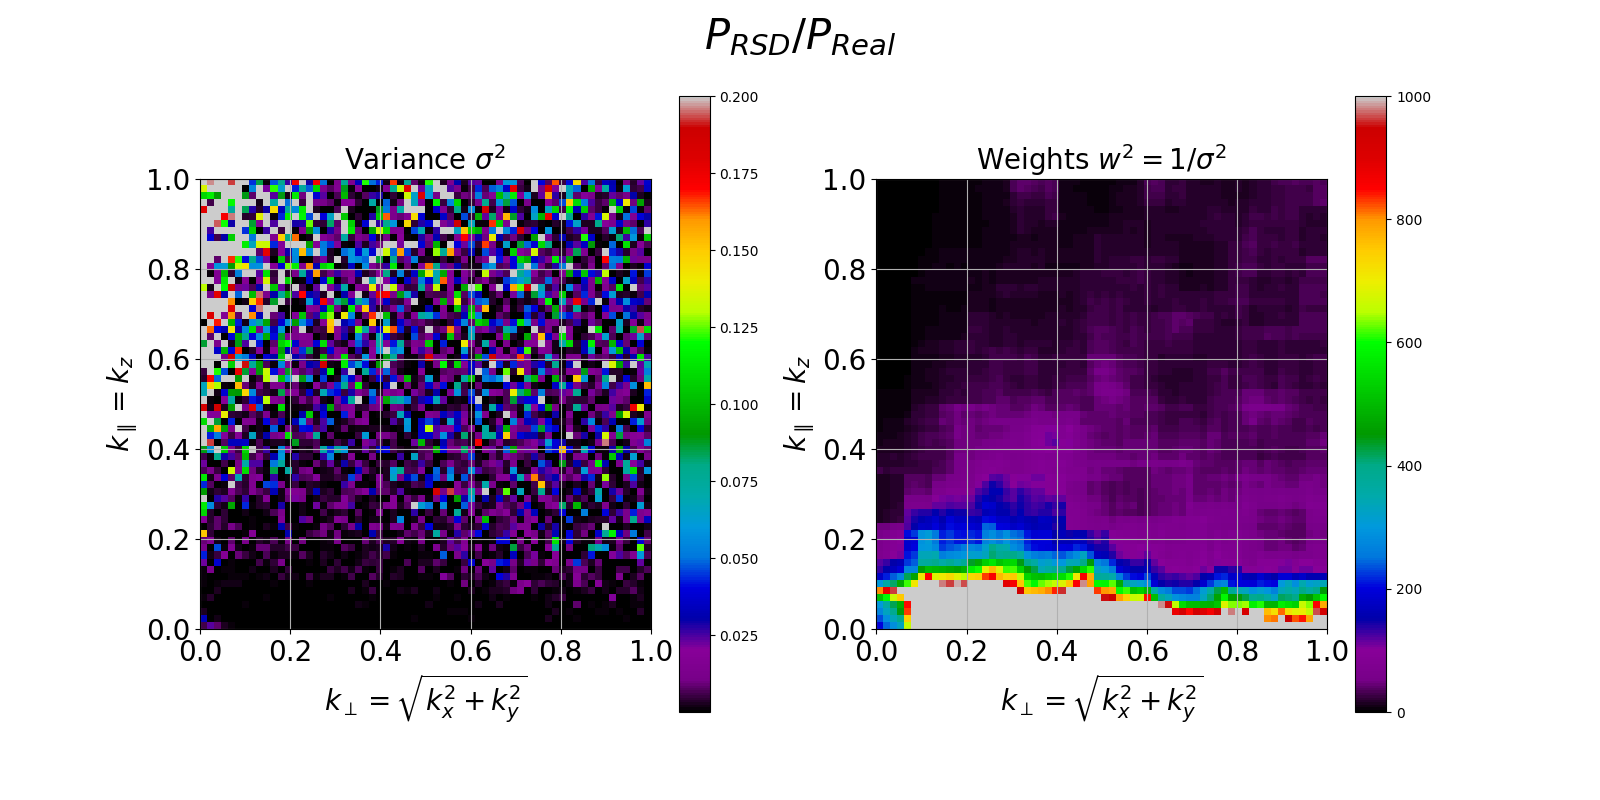 P_{RSD}/P_{Real}
Variance σ²
1.0
0.8
0.6
0.4
0.2
0.0
0.0 0.2 0.4 0.6 0.8 1.0
k_∥ = k_z
k_⊥ = √(k_x² + k_y²)
0.200
0.175
0.150
0.125
0.100
0.075
0.050
0.025
Weights w² = 1/σ²
1.0
0.8
0.6
0.4
0.2
0.0
0.0 0.2 0.4 0.6 0.8 1.0
k_∥ = k_z
k_⊥ = √(k_x² + k_y²)
1000
800
600
400
200
0